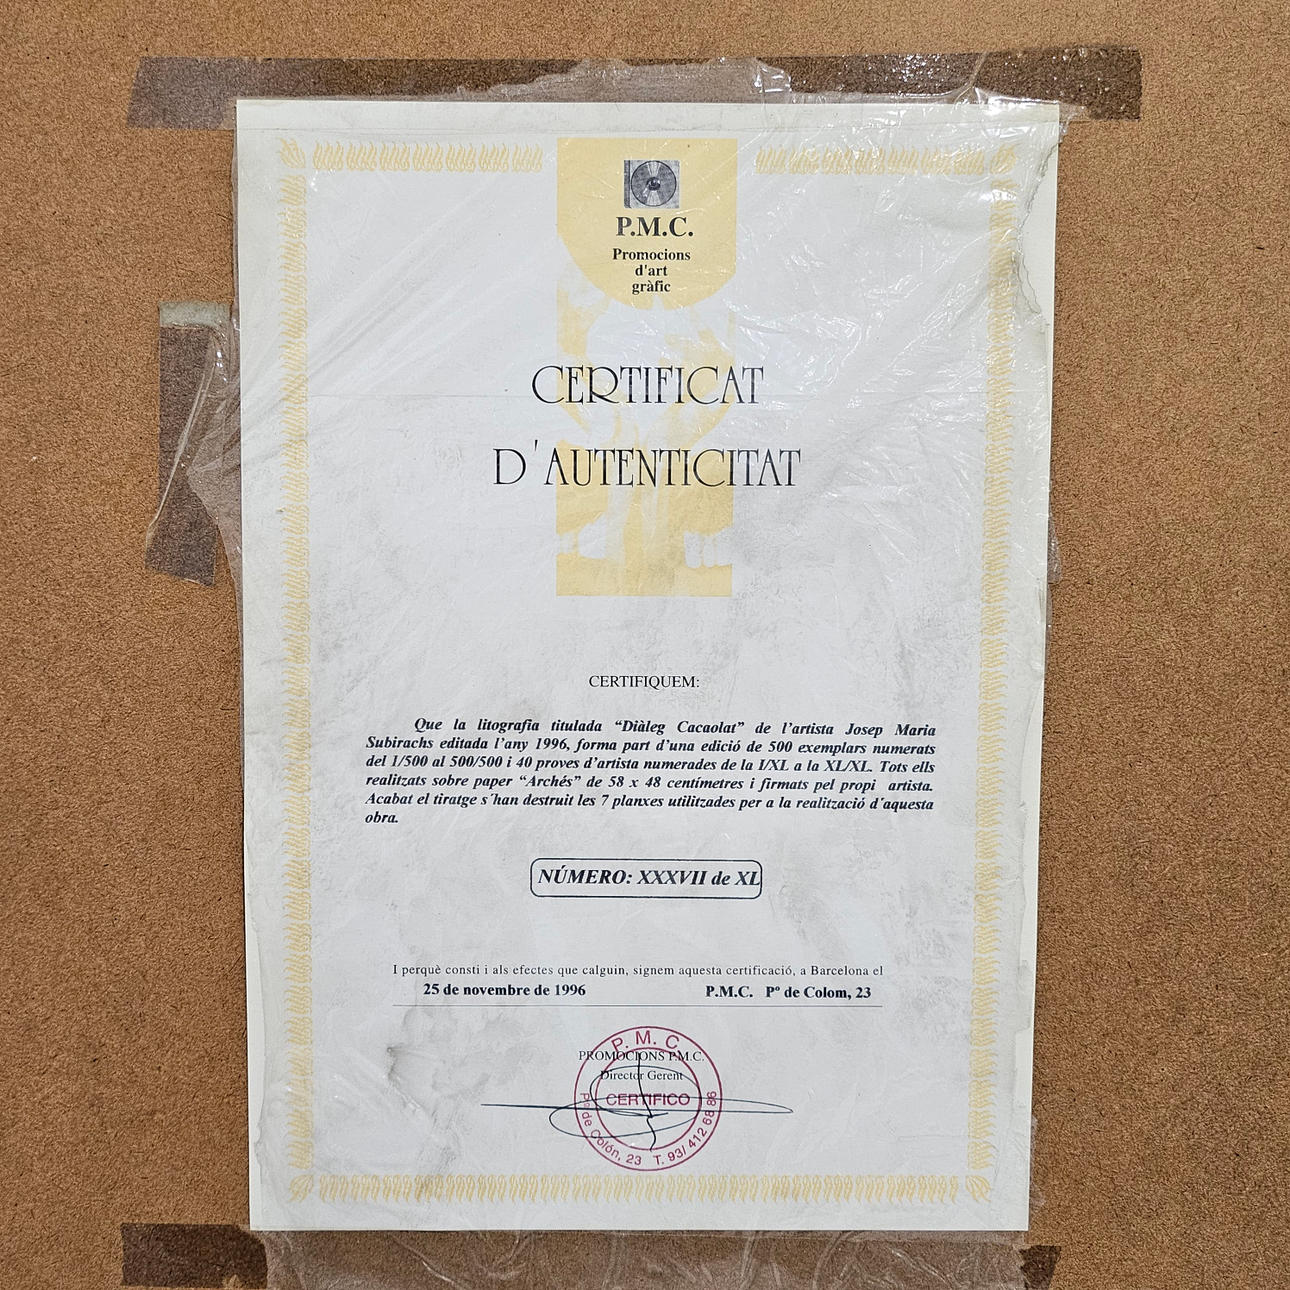 P.M.C.
Promocions
d'art
gràfic
CERTIFICAT
D'AUTENTICITAT
CERTIFIQUEM:
Que la litografia titulada “Diàleg Cacaolat” de l’artista Josep Maria
Subirachs editada l’any 1996, forma part d’una edició de 500 exemplars numerats
del 1/500 al 500/500 i 40 proves d’artista numerades de la I/XL a la XL/XL. Tots ells
realitzats sobre paper “Archés” de 58 x 48 centímetres i firmats pel propi artista.
Acabat el tiratge s´han destruit les 7 planxes utilitzades per a la realització d´aquesta
obra.
NÚMERO: XXXVII de XL
I perquè consti i als efectes que calguin, signem aquesta certificació, a Barcelona el
25 de novembre de 1996 P.M.C. Pº de Colom, 23
P. M. C.
PROMOCIONS P.M.C.
Director Gerent
CERTIFICO
Pº de Colón, 23 T. 93/ 412 68 86